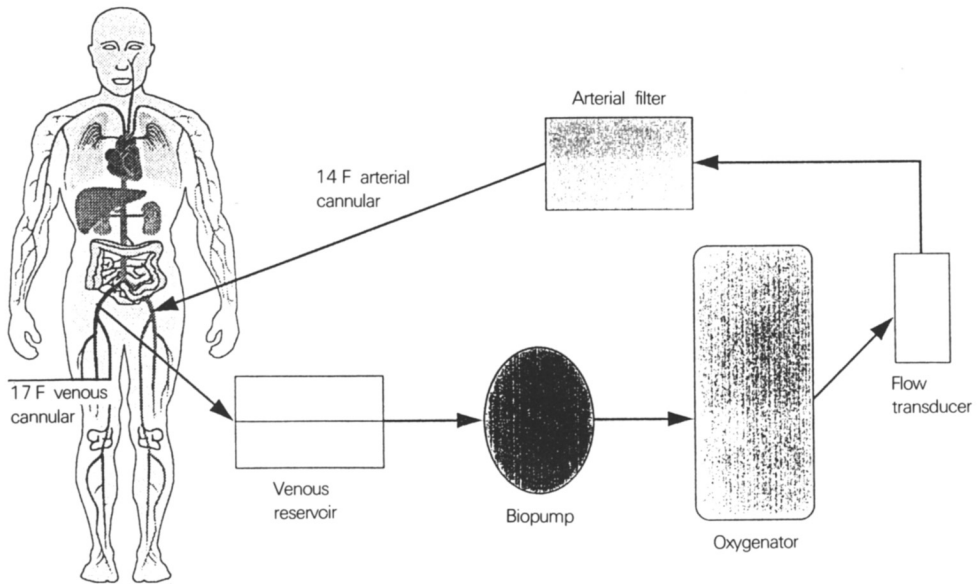 Arterial filter
14 F arterial
cannular
17 F venous
cannular
Flow
transducer
Venous
reservoir
Biopump
Oxygenator